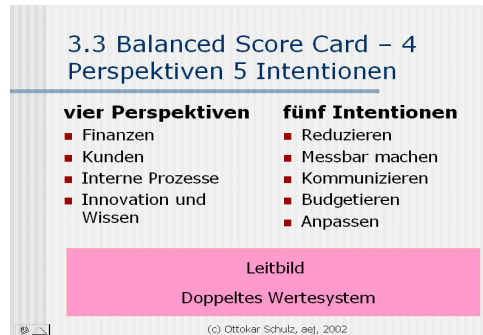 3.3 Balanced Score Card – 4
Perspektiven 5 Intentionen
vier Perspektiven
Finanzen
Kunden
Interne Prozesse
Innovation und
Wissen
fünf Intentionen
Reduzieren
Messbar machen
Kommunizieren
Budgetieren
Anpassen
Leitbild
Doppeltes Wertesystem
(c) Ottokar Schulz, aej, 2002